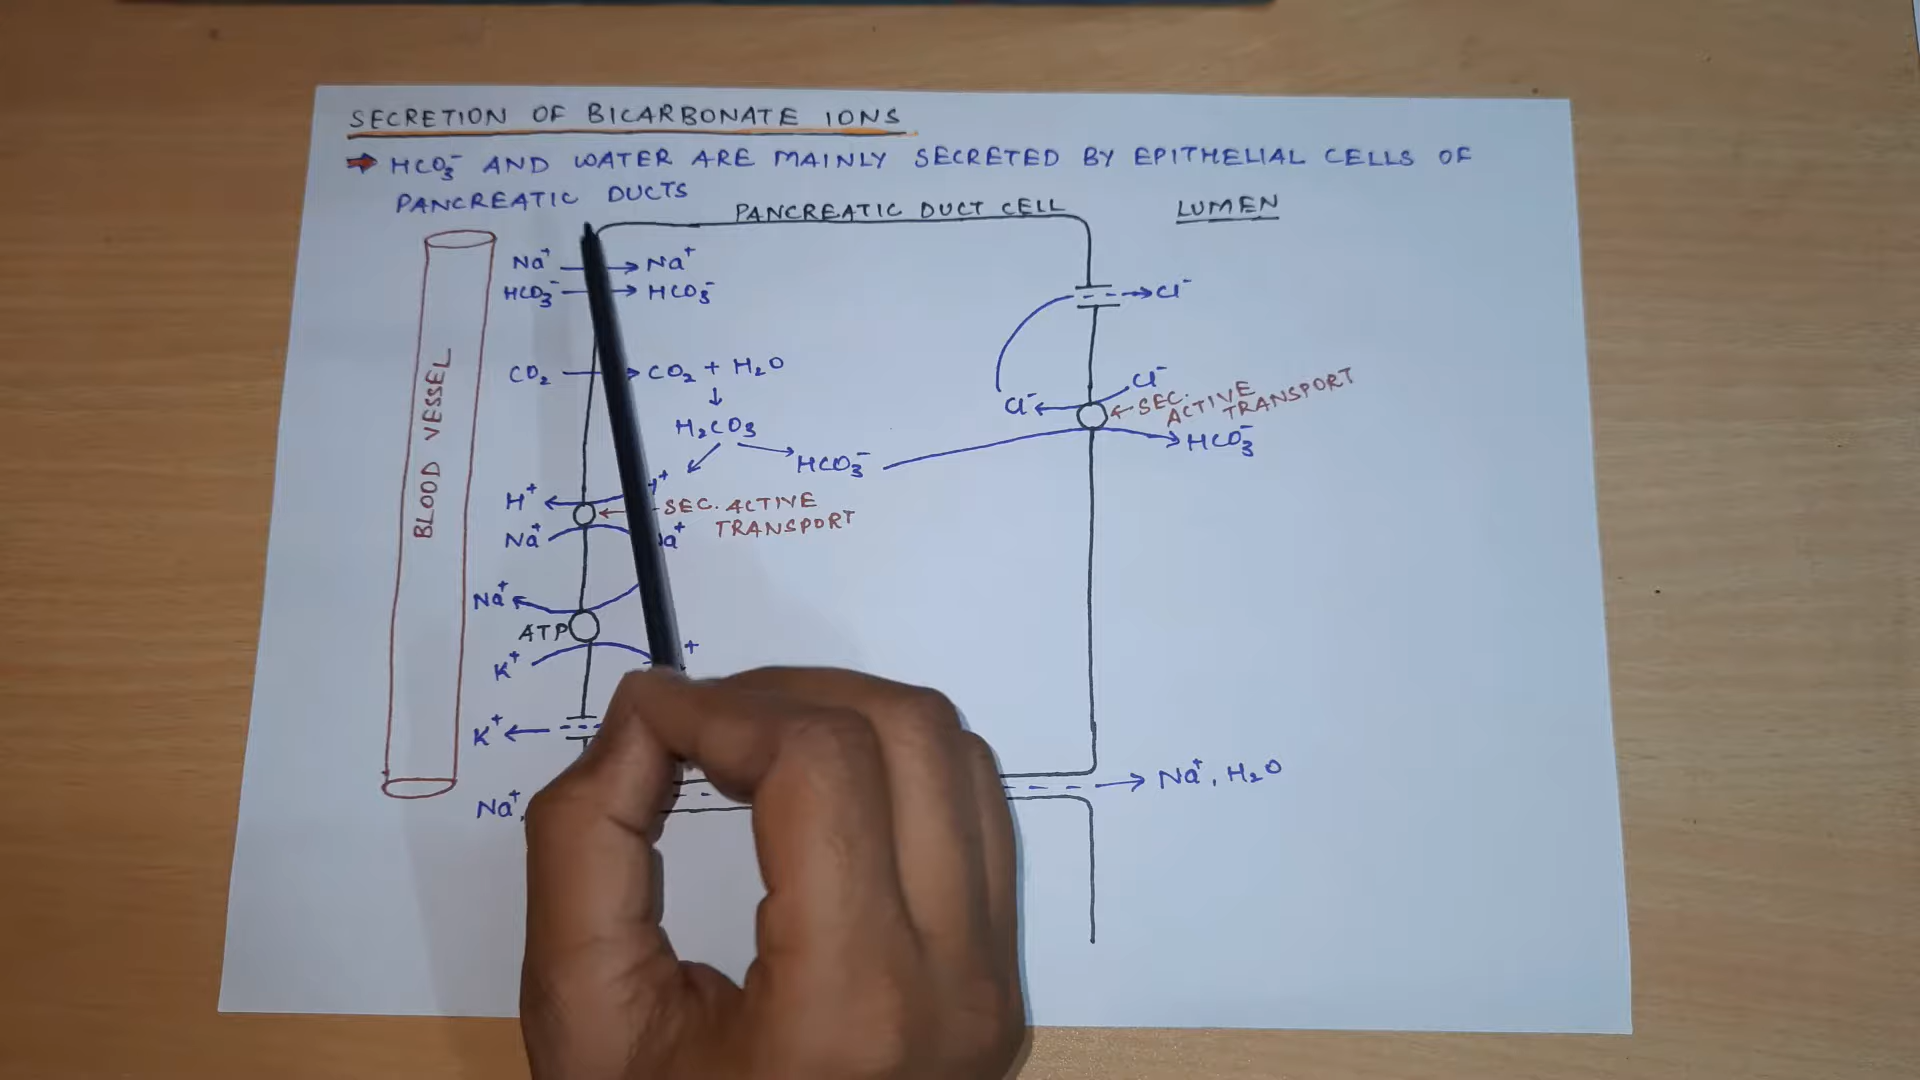 SECRETION OF BICARBONATE IONS
HCO₃⁻ AND WATER ARE MAINLY SECRETED BY EPITHELIAL CELLS OF
PANCREATIC DUCTS
PANCREATIC DUCT CELL
LUMEN
BLOOD VESSEL
Na⁺ Na⁺
HCO₃⁻ HCO₃⁻
Cl⁻
CO₂ CO₂ + H₂O
H₂CO₃
HCO₃⁻
Cl⁻ Cl⁻
SEC. ACTIVE TRANSPORT
HCO₃⁻
H⁺
SEC. ACTIVE
TRANSPORT
Na⁺
Na⁺
ATP
K⁺
K⁺
Na⁺,
Na⁺, H₂O